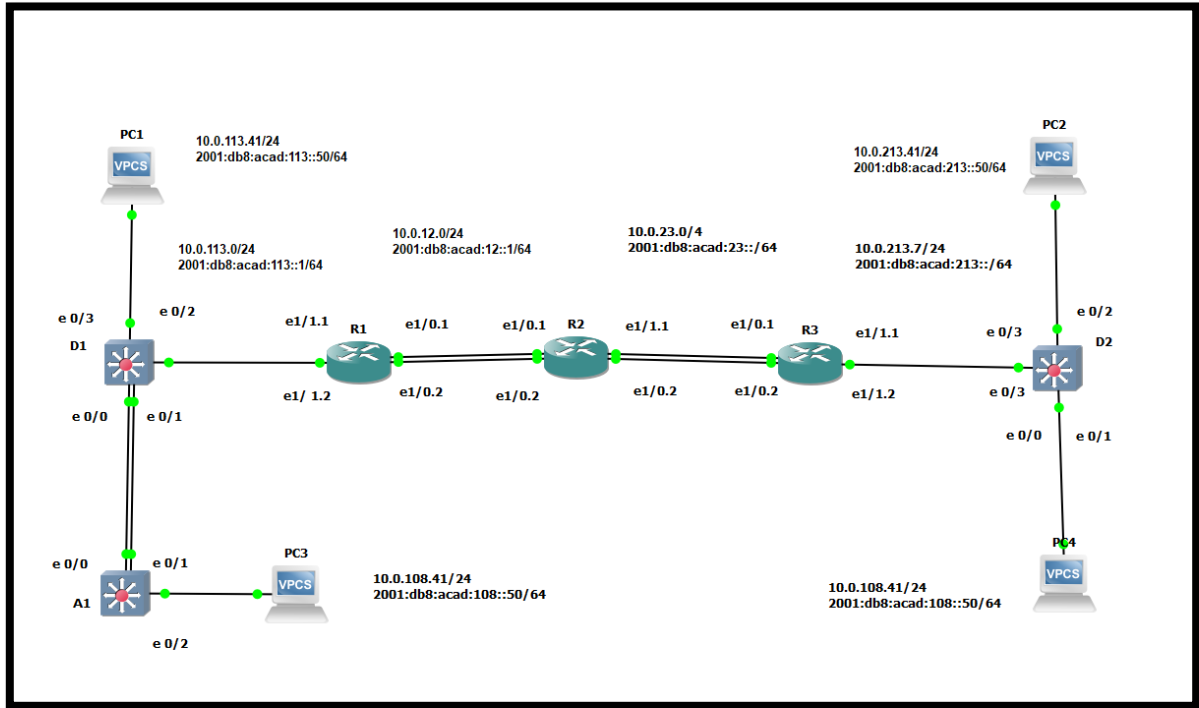 PC1
10.0.113.41/24
2001:db8:acad:113::50/64
VPCS
PC2
10.0.213.41/24
2001:db8:acad:213::50/64
VPCS
10.0.113.0/24
2001:db8:acad:113::1/64
10.0.12.0/24
2001:db8:acad:12::1/64
10.0.23.0/4
2001:db8:acad:23::/64
10.0.213.7/24
2001:db8:acad:213::/64
e 0/3
e 0/2
D1
e1/1.1
R1
e1/0.1
e1/0.1
R2
e1/1.1
e1/0.1
R3
e1/1.1
e 0/3
e 0/2
D2
e 0/0
e 0/1
e1/ 1.2
e1/0.2
e1/0.2
e1/0.2
e1/0.2
e1/1.2
e 0/3
e 0/0
e 0/1
e 0/0
e 0/1
A1
e 0/2
PC3
VPCS
10.0.108.41/24
2001:db8:acad:108::50/64
10.0.108.41/24
2001:db8:acad:108::50/64
PC4
VPCS